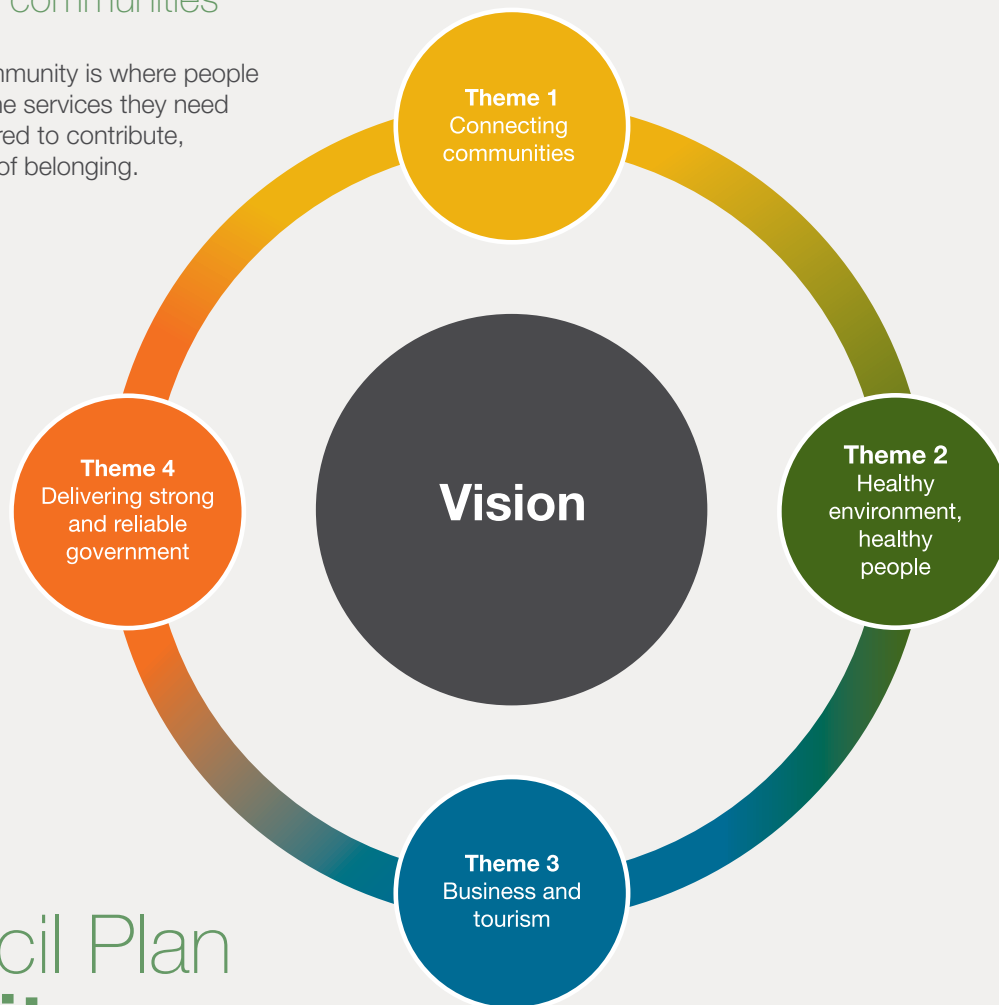 communities
mmunity is where people
ne services they need
red to contribute,
of belonging.
Theme 1
Connecting
communities
Theme 4
Delivering strong
and reliable
government
Vision
Theme 2
Healthy
environment,
healthy
people
Theme 3
Business and
tourism
cil Plan